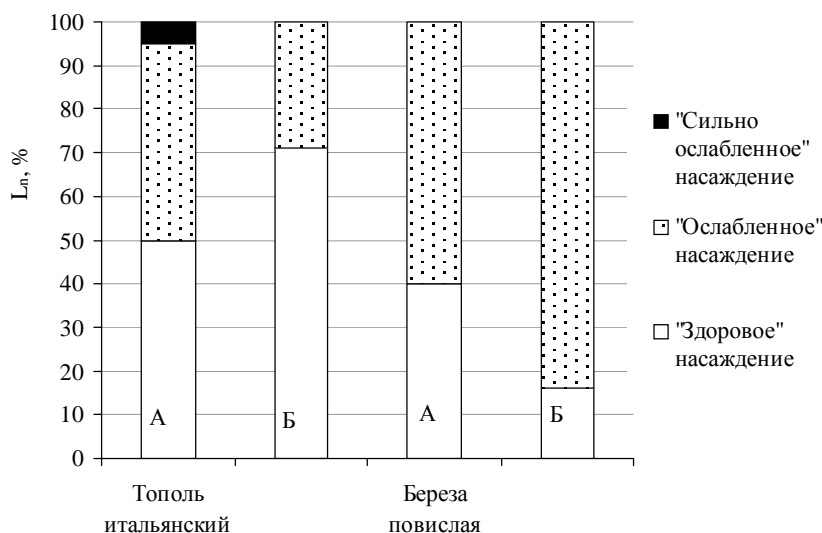 100
90
80
70
60
50
40
30
20
10
0
Lп, %
А
Б
А
Б
Тополь
итальянский
Береза
повислая
"Сильно
ослабленное"
насаждение
"Ослабленное"
насаждение
"Здоровое"
насаждение